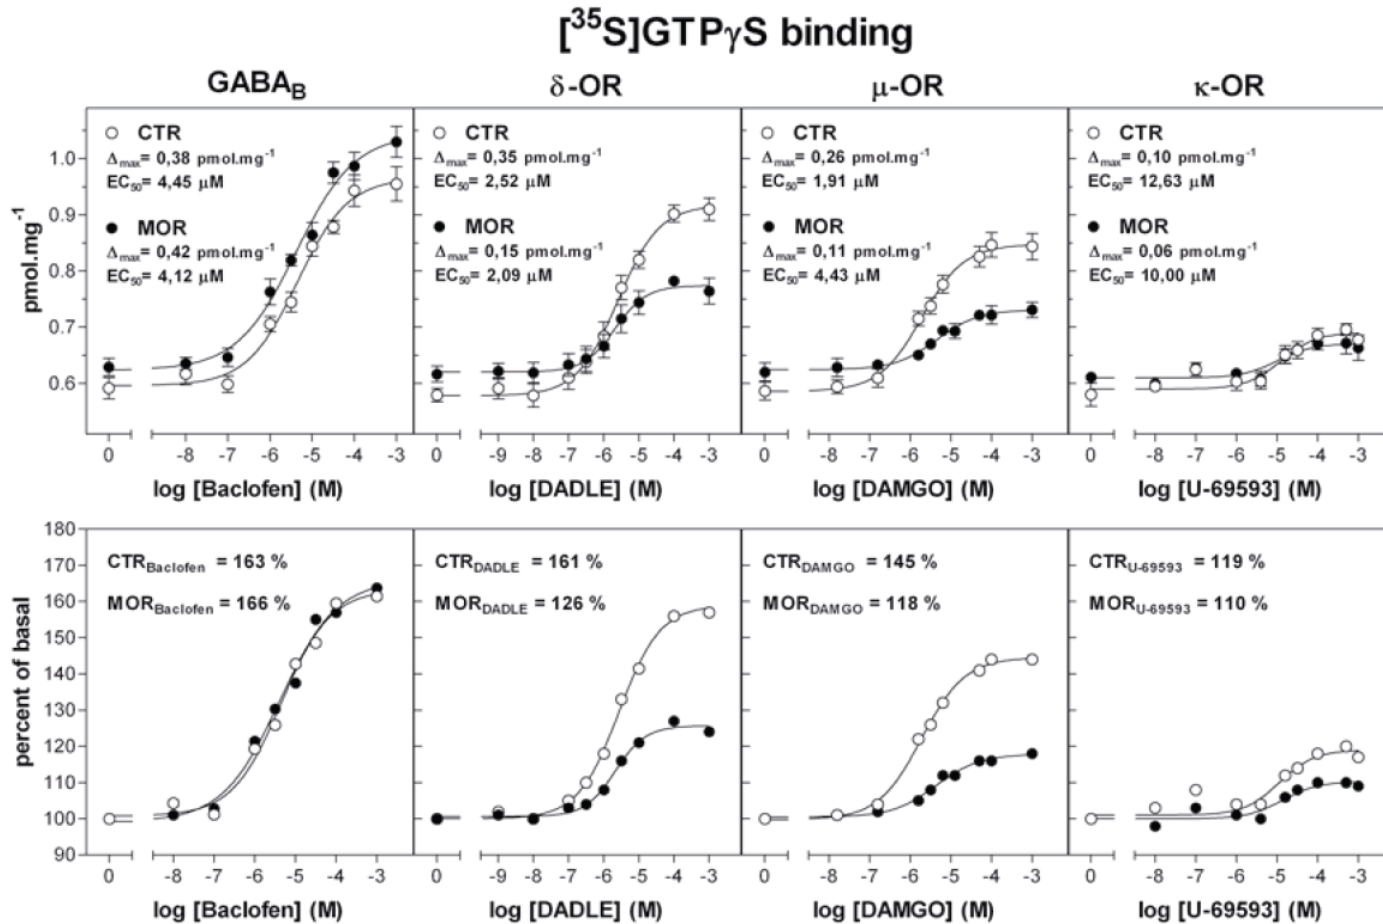 [³⁵S]GTPγS binding
GABA_B
δ-OR
μ-OR
κ-OR
pmol.mg⁻¹
1.0
0.9
0.8
0.7
0.6
CTR
Δmax= 0,38 pmol.mg⁻¹
EC₅₀= 4,45 μM
MOR
Δmax= 0,42 pmol.mg⁻¹
EC₅₀= 4,12 μM
0 -8 -7 -6 -5 -4 -3
log [Baclofen] (M)
CTR
Δmax= 0,35 pmol.mg⁻¹
EC₅₀= 2,52 μM
MOR
Δmax= 0,15 pmol.mg⁻¹
EC₅₀= 2,09 μM
0 -9 -8 -7 -6 -5 -4 -3
log [DADLE] (M)
CTR
Δmax= 0,26 pmol.mg⁻¹
EC₅₀= 1,91 μM
MOR
Δmax= 0,11 pmol.mg⁻¹
EC₅₀= 4,43 μM
0 -8 -7 -6 -5 -4 -3
log [DAMGO] (M)
CTR
Δmax= 0,10 pmol.mg⁻¹
EC₅₀= 12,63 μM
MOR
Δmax= 0,06 pmol.mg⁻¹
EC₅₀= 10,00 μM
0 -8 -7 -6 -5 -4 -3
log [U-69593] (M)
percent of basal
180
170
160
150
140
130
120
110
100
90
CTR_Baclofen = 163 %
MOR_Baclofen = 166 %
0 -8 -7 -6 -5 -4 -3
log [Baclofen] (M)
CTR_DADLE = 161 %
MOR_DADLE = 126 %
0 -9 -8 -7 -6 -5 -4 -3
log [DADLE] (M)
CTR_DAMGO = 145 %
MOR_DAMGO = 118 %
0 -8 -7 -6 -5 -4 -3
log [DAMGO] (M)
CTR_U-69593 = 119 %
MOR_U-69593 = 110 %
0 -8 -7 -6 -5 -4 -3
log [U-69593] (M)